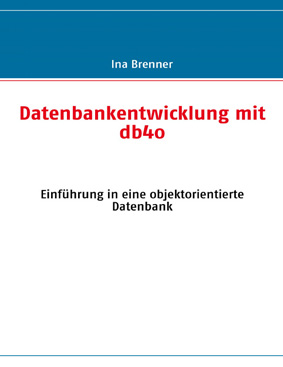 Ina Brenner
Datenbankentwicklung mit
db4o
Einführung in eine objektorientierte
Datenbank